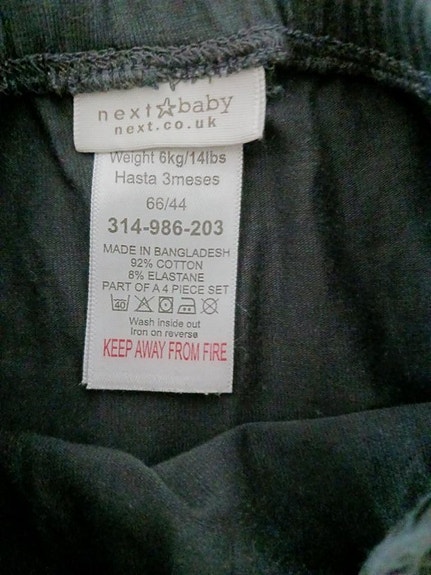 next baby
next.co.uk
Weight 6kg/14lbs
Hasta 3meses
66/44
314-986-203
MADE IN BANGLADESH
92% COTTON
8% ELASTANE
PART OF A 4 PIECE SET
40
Wash inside out
Iron on reverse
KEEP AWAY FROM FIRE